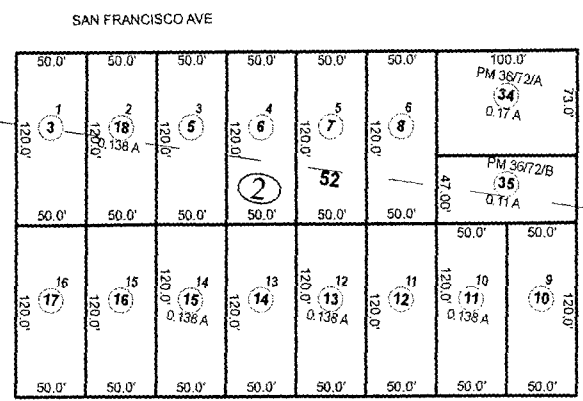 SAN FRANCISCO AVE
50.0' 50.0' 50.0' 50.0' 50.0' 50.0' 100.0'
PM 36/72/A
34
0.17 A
73.0'
1 2 3 4 5 6
120.0' 3 120.0' 18 120.0' 5 120.0' 6 120.0' 7 120.0' 8
0.138 A
PM 36/72/B
47.00' 35
0.11 A
2 52
50.0' 50.0' 50.0' 50.0' 50.0' 50.0'
50.0' 50.0'
16 15 14 13 12 11 10 9
120.0' 17 120.0' 16 120.0' 15 120.0' 14 120.0' 13 120.0' 12 120.0' 11 10 120.0'
0.138 A 0.138 A 0.138 A
50.0' 50.0' 50.0' 50.0' 50.0' 50.0' 50.0' 50.0'